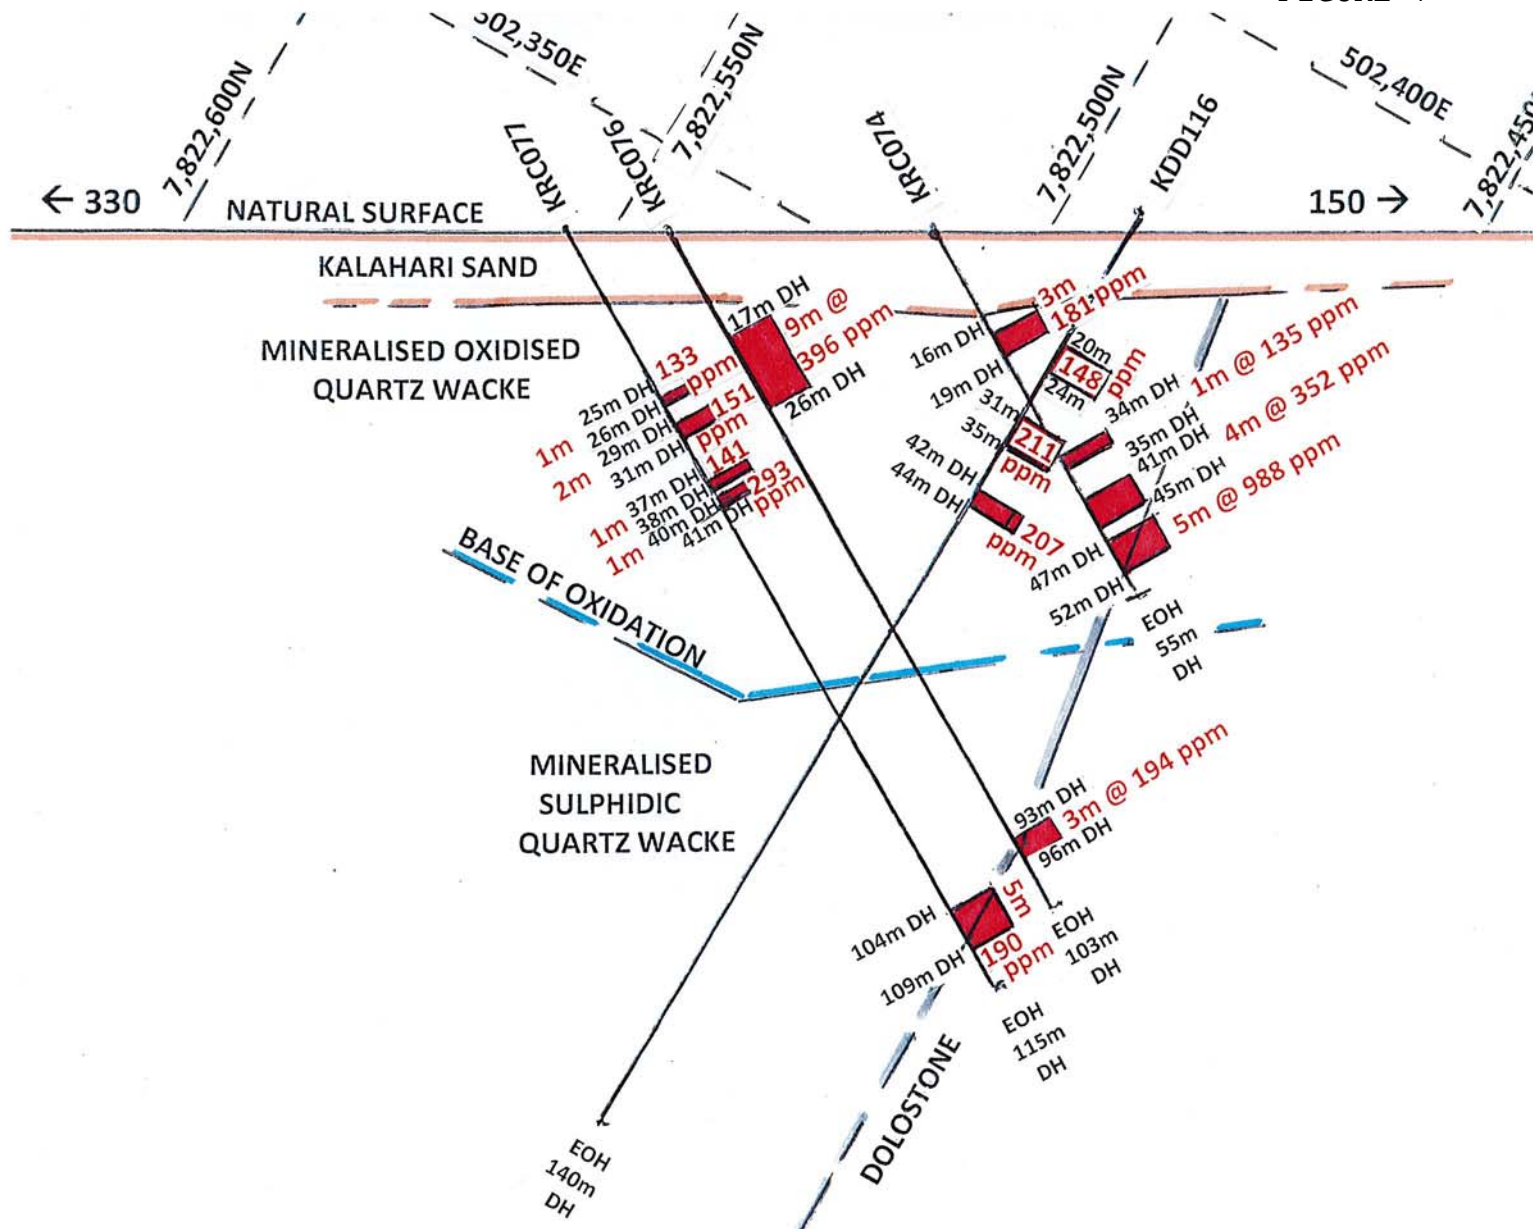 502,350E
7,822,600N
7,822,550N
7,822,500N
502,400E
KRC077
KRC076
KRC074
KDD116
← 330
NATURAL SURFACE
150 →
KALAHARI SAND
MINERALISED OXIDISED
QUARTZ WACKE
17m DH
9m @
396 ppm
26m DH
133
ppm
25m DH
26m DH
1m
151
ppm
29m DH
31m DH
2m
141
37m DH
38m DH
1m
293
ppm
40m DH
41m DH
1m
3m
181 ppm
16m DH
19m DH
20m
148
ppm
24m
31m
211
ppm
35m
42m DH
44m DH
207
ppm
34m DH
1m @ 135 ppm
35m DH
41m DH
4m @ 352 ppm
45m DH
5m @ 988 ppm
47m DH
52m DH
EOH
55m
DH
BASE OF OXIDATION
MINERALISED
SULPHIDIC
QUARTZ WACKE
93m DH
3m @ 194 ppm
96m DH
5m
104m DH
190
ppm
109m DH
EOH
103m
DH
EOH
115m
DH
DOLOSTONE
EOH
140m
DH